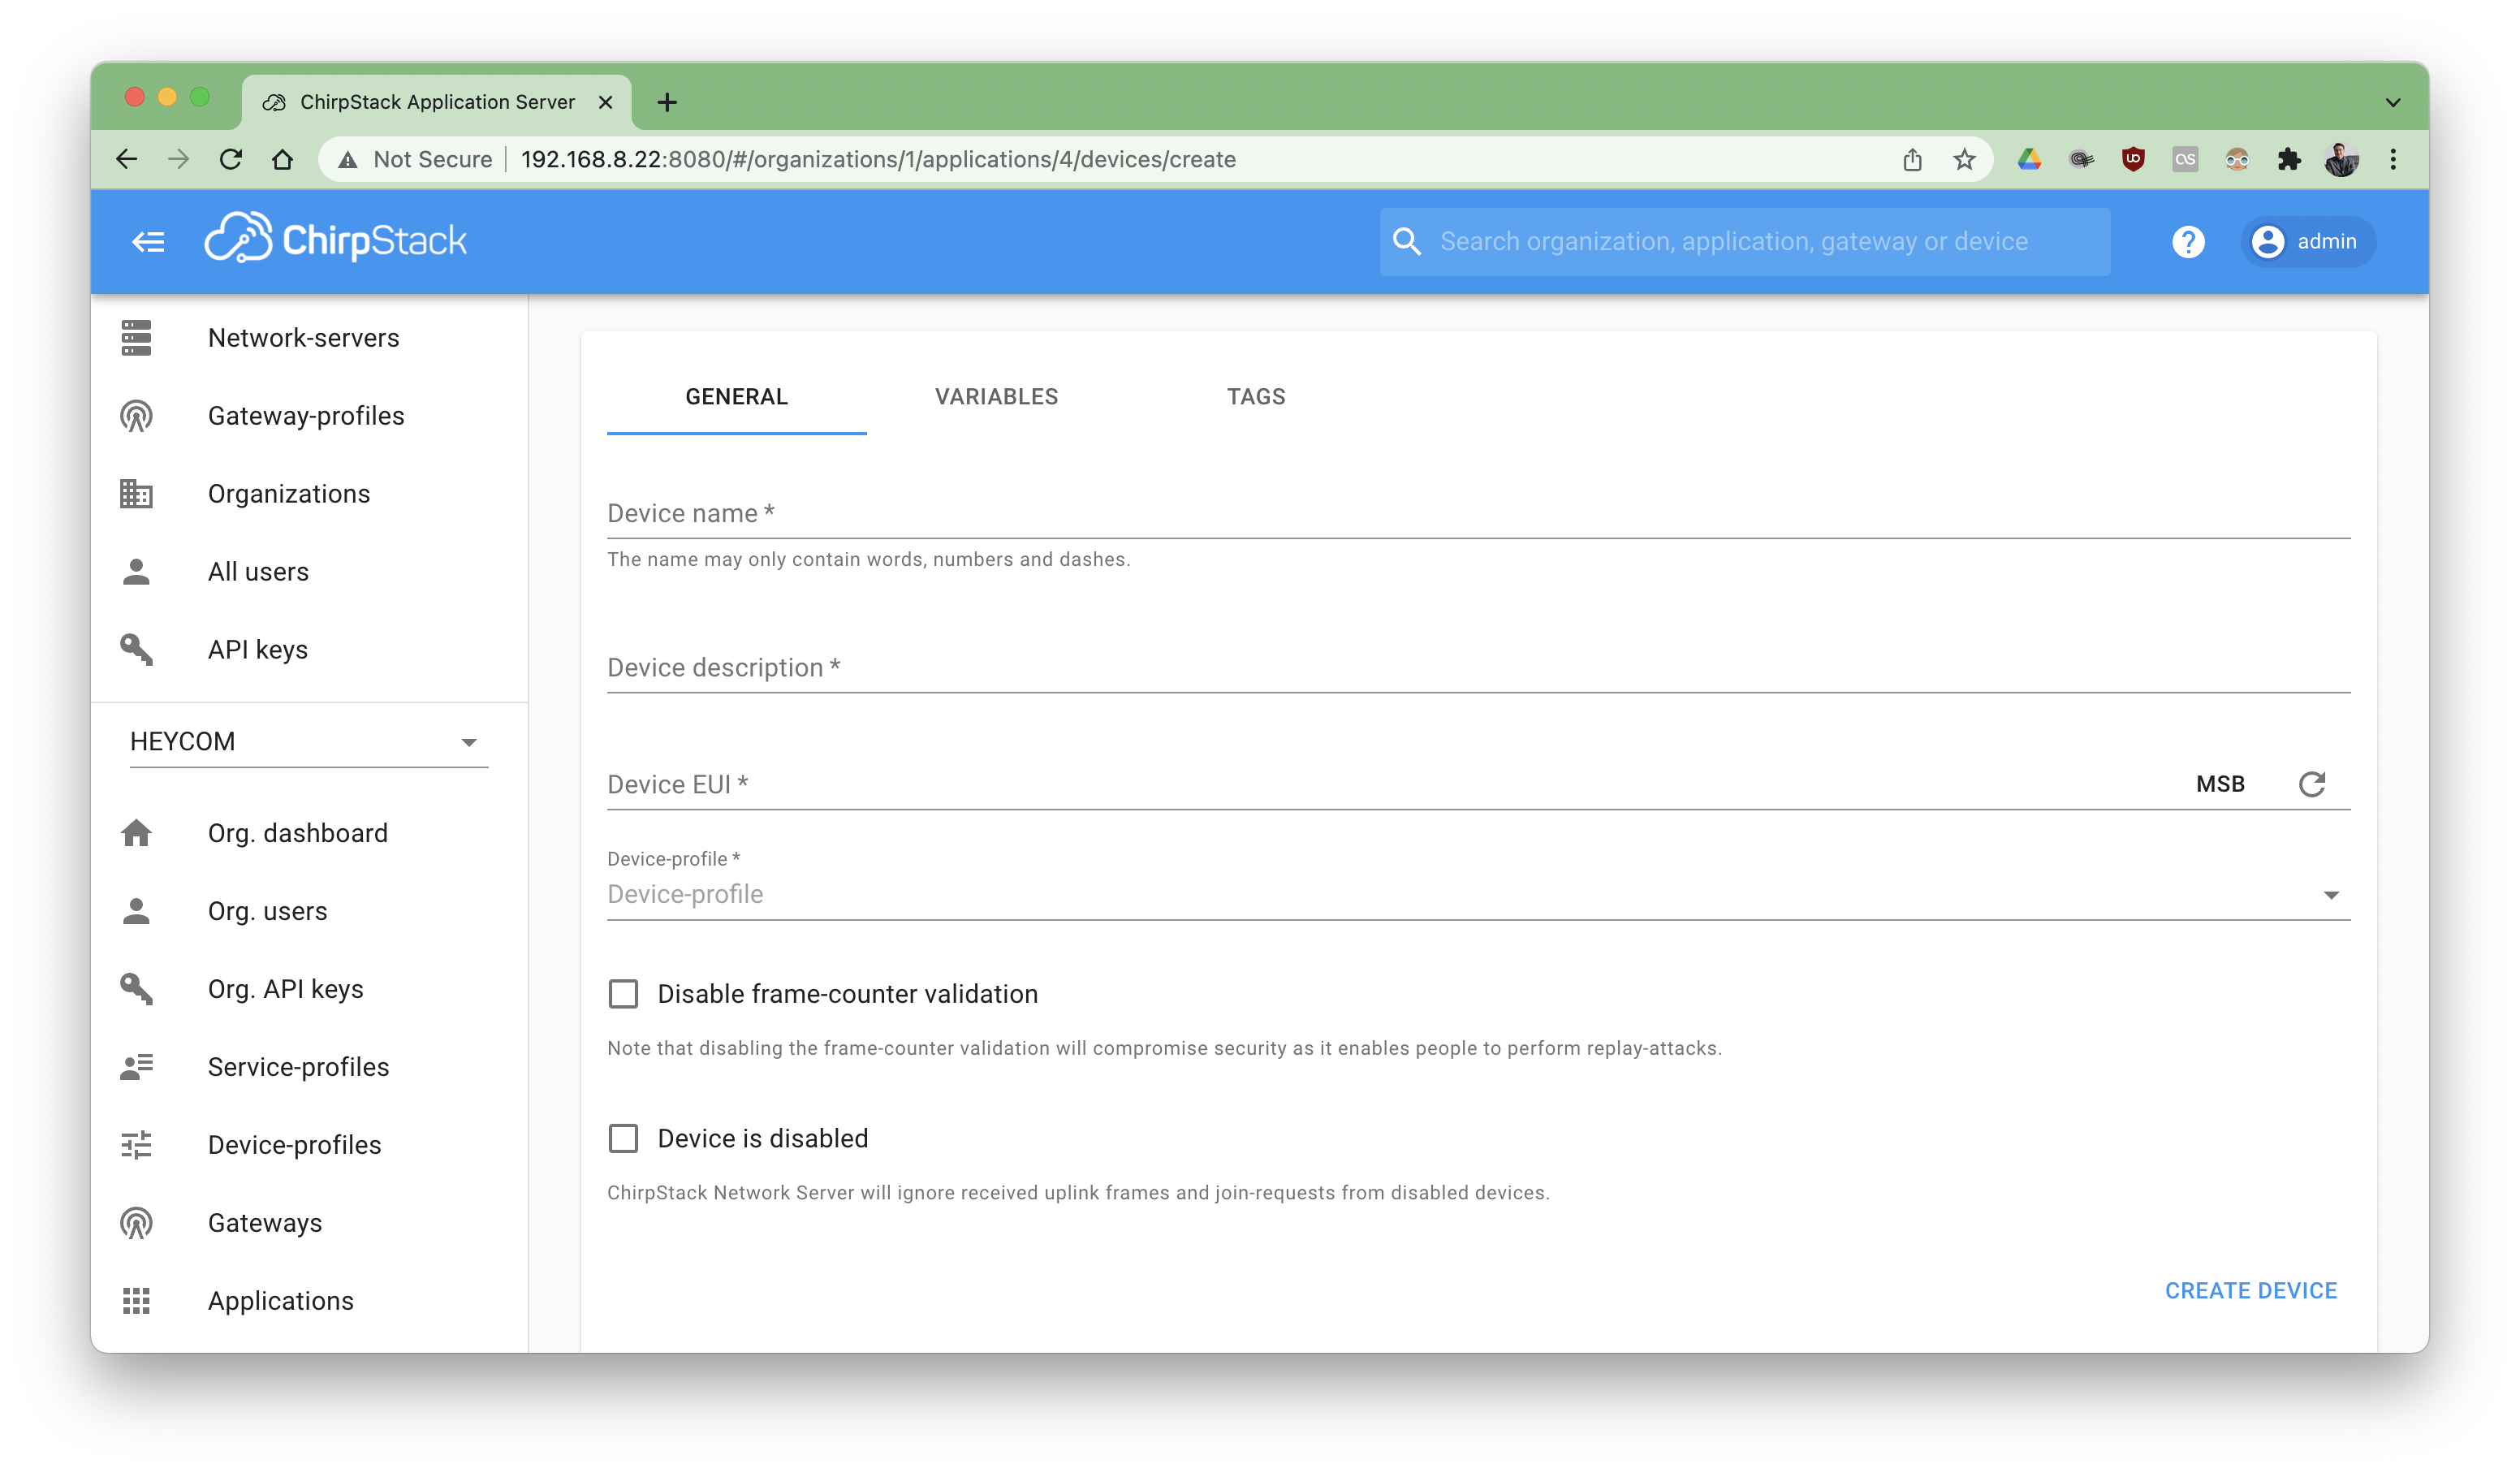 ChirpStack Application Server
Not Secure 192.168.8.22:8080/#/organizations/1/applications/4/devices/create
ChirpStack
Search organization, application, gateway or device
? admin
Network-servers
Gateway-profiles
Organizations
All users
API keys
HEYCOM
Org. dashboard
Org. users
Org. API keys
Service-profiles
Device-profiles
Gateways
Applications
GENERAL VARIABLES TAGS
Device name *
The name may only contain words, numbers and dashes.
Device description *
Device EUI * MSB
Device-profile *
Device-profile
Disable frame-counter validation
Note that disabling the frame-counter validation will compromise security as it enables people to perform replay-attacks.
Device is disabled
ChirpStack Network Server will ignore received uplink frames and join-requests from disabled devices.
CREATE DEVICE